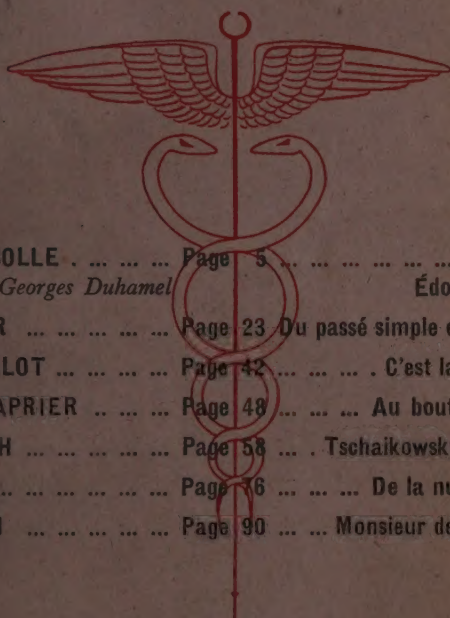 OLLE . ... ... ... Page 5 ... ... ... ... ...
Georges Duhamel Édo
R ... ... ... ... ... Page 23 Du passé simple
LOT ... ... ... ... Page 42 ... ... ... . C'est la
APRIER .. ... ... Page 48 ... ... ... Au bout
H ... ... ... ... ... Page 58 ... . Tschaikowsk
... ... ... ... ... Page 76 ... ... ... De la nu
I ... ... ... ... ... Page 90 ... ... Monsieur de